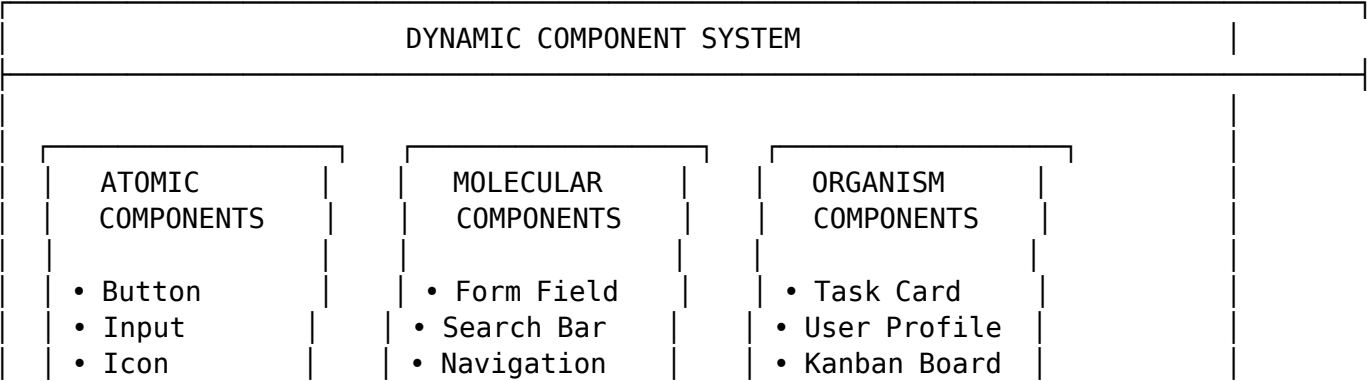 DYNAMIC COMPONENT SYSTEM
ATOMIC MOLECULAR ORGANISM
COMPONENTS COMPONENTS COMPONENTS
• Button • Form Field • Task Card
• Input • Search Bar • User Profile
• Icon • Navigation • Kanban Board